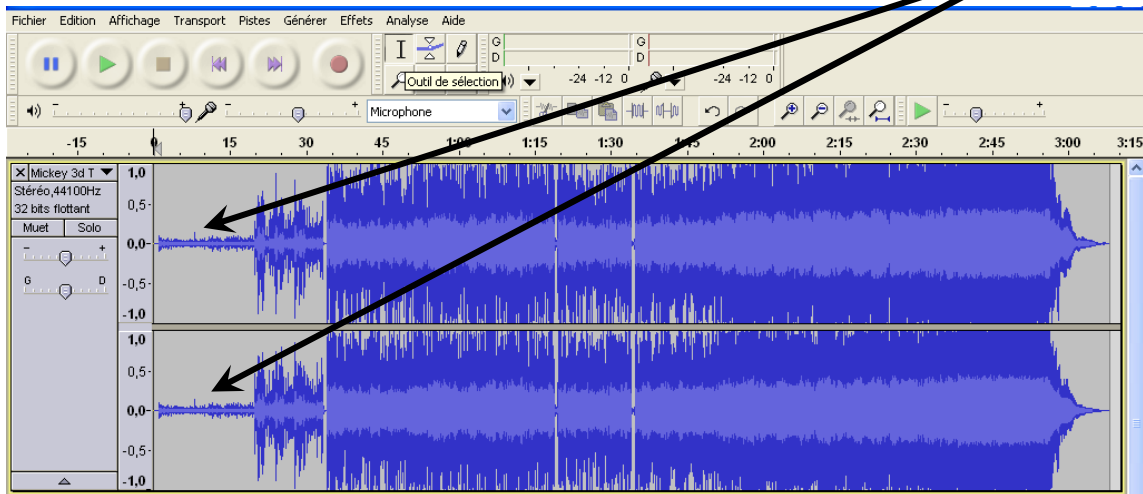 Fichier Edition Affichage Transport Pistes Générer Effets Analyse Aide
G G
D D
Outil de sélection -24 -12 0 -24 -12 0
Microphone
-15 0 15 30 45 1:00 1:15 1:30 1:45 2:00 2:15 2:30 2:45 3:00 3:15
Mickey 3d T
Stéréo,44100Hz
32 bits flottant
Muet Solo
- +
G D
1,0
0,5-
0,0-
-0,5-
-1,0
1,0
0,5-
0,0-
-0,5-
-1,0